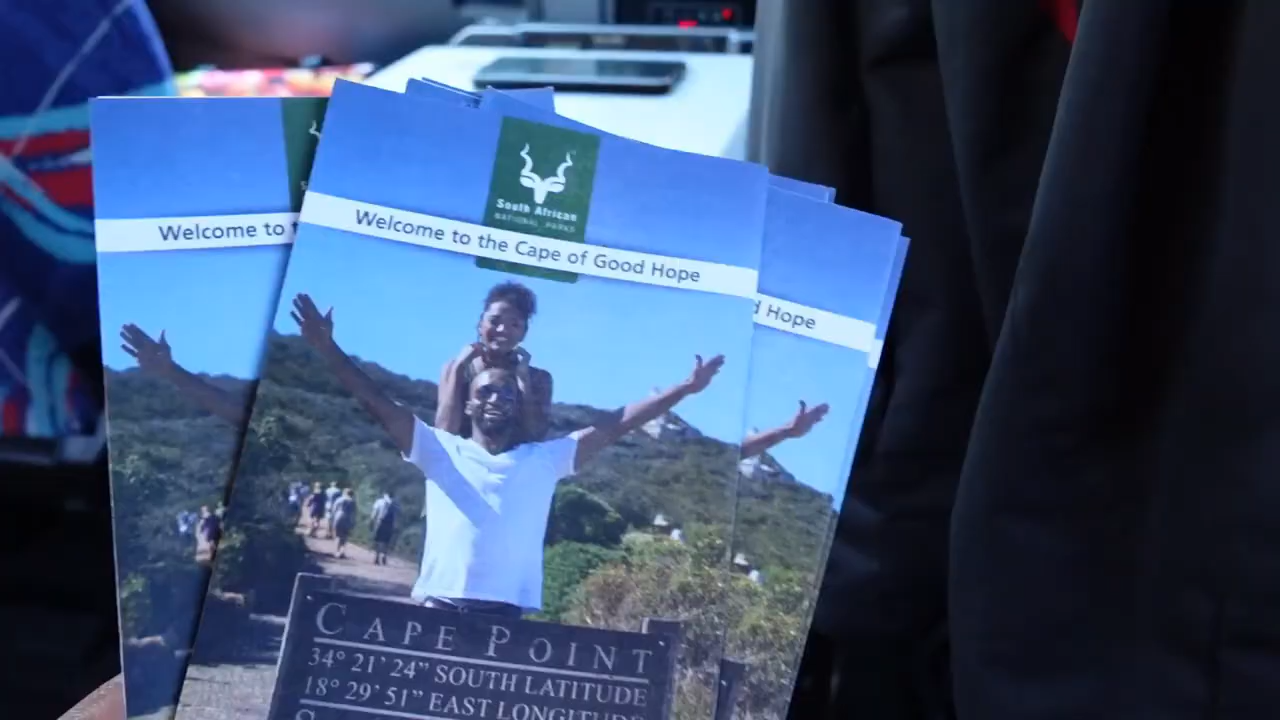 South African
NATIONAL PARKS
Welcome to the Cape of Good Hope
Welcome to
d Hope
CAPE POINT
34° 21' 24” SOUTH LATITUDE
18° 29' 51” EAST LONGITUDE